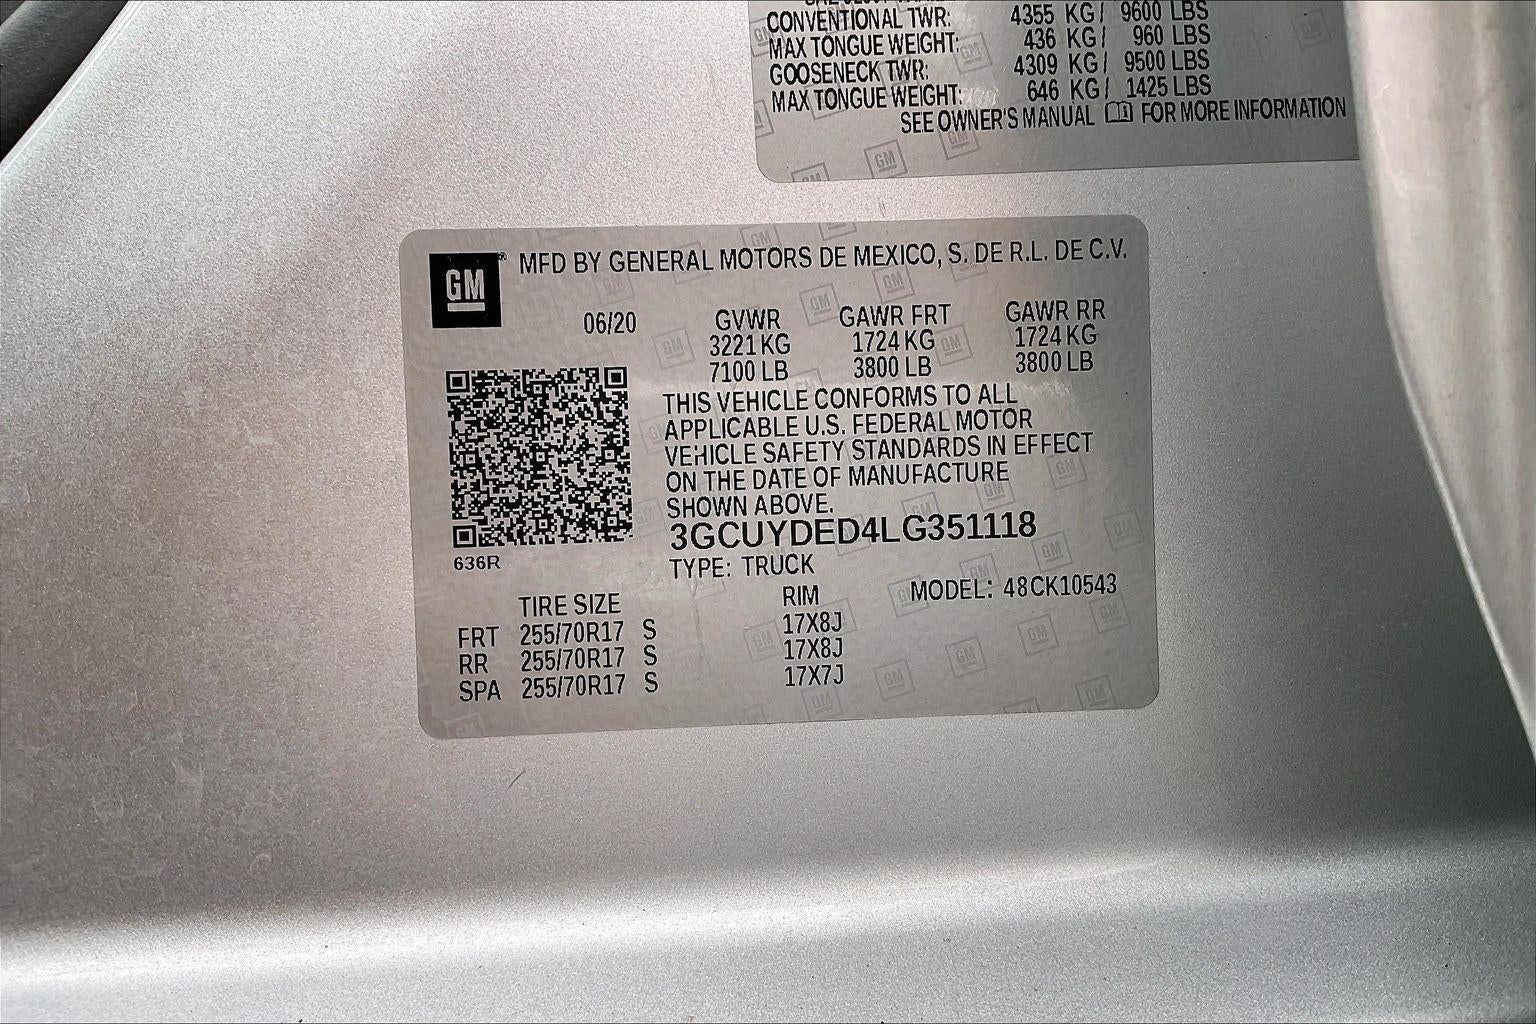 CONVENTIONAL TWR: 4355 KG/ 9600 LBS
MAX TONGUE WEIGHT: 436 KG/ 960 LBS
GOOSENECK TWR: 4309 KG/ 9500 LBS
MAX TONGUE WEIGHT: 646 KG/ 1425 LBS
SEE OWNER'S MANUAL FOR MORE INFORMATION
GM® MFD BY GENERAL MOTORS DE MEXICO, S. DE R.L. DE C.V.
06/20 GVWR GAWR FRT GAWR RR
3221 KG 1724 KG 1724 KG
7100 LB 3800 LB 3800 LB
THIS VEHICLE CONFORMS TO ALL
APPLICABLE U.S. FEDERAL MOTOR
VEHICLE SAFETY STANDARDS IN EFFECT
ON THE DATE OF MANUFACTURE
SHOWN ABOVE.
3GCUYDED4LG351118
636R
TYPE: TRUCK
MODEL: 48CK10543
TIRE SIZE RIM
FRT 255/70R17 S 17X8J
RR 255/70R17 S 17X8J
SPA 255/70R17 S 17X7J